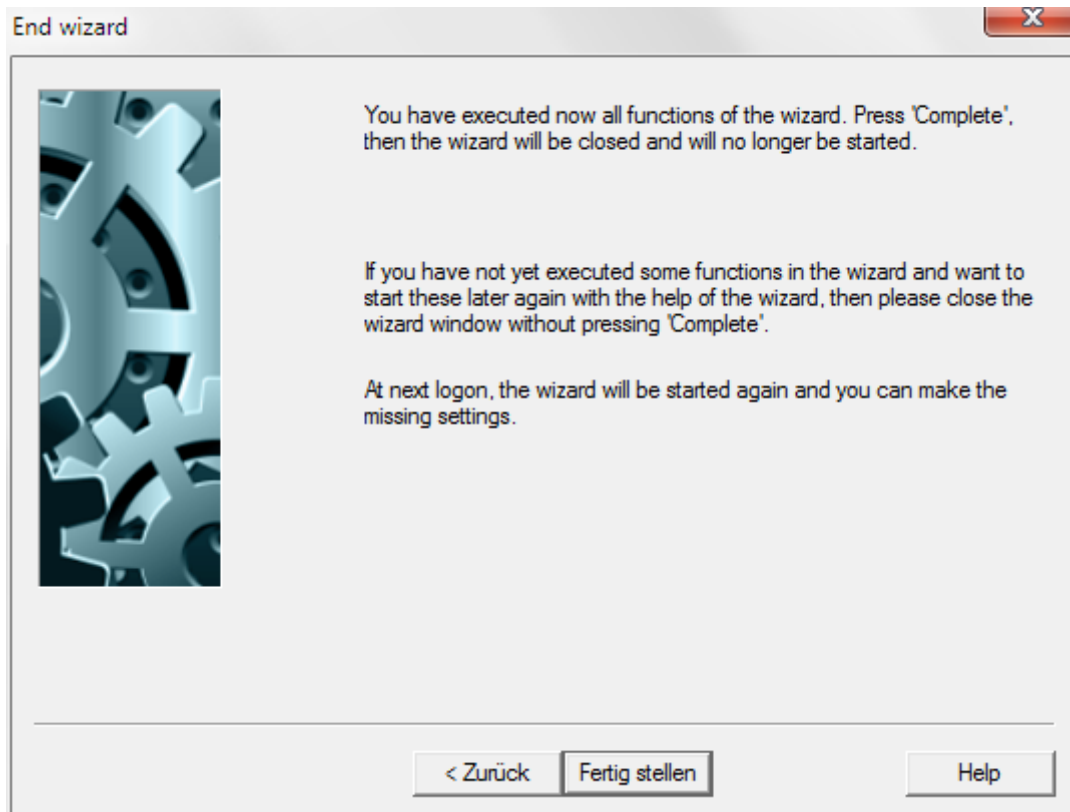 End wizard
You have executed now all functions of the wizard. Press 'Complete',
then the wizard will be closed and will no longer be started.
If you have not yet executed some functions in the wizard and want to
start these later again with the help of the wizard, then please close the
wizard window without pressing 'Complete'.
At next logon, the wizard will be started again and you can make the
missing settings.
< Zurück Fertig stellen Help